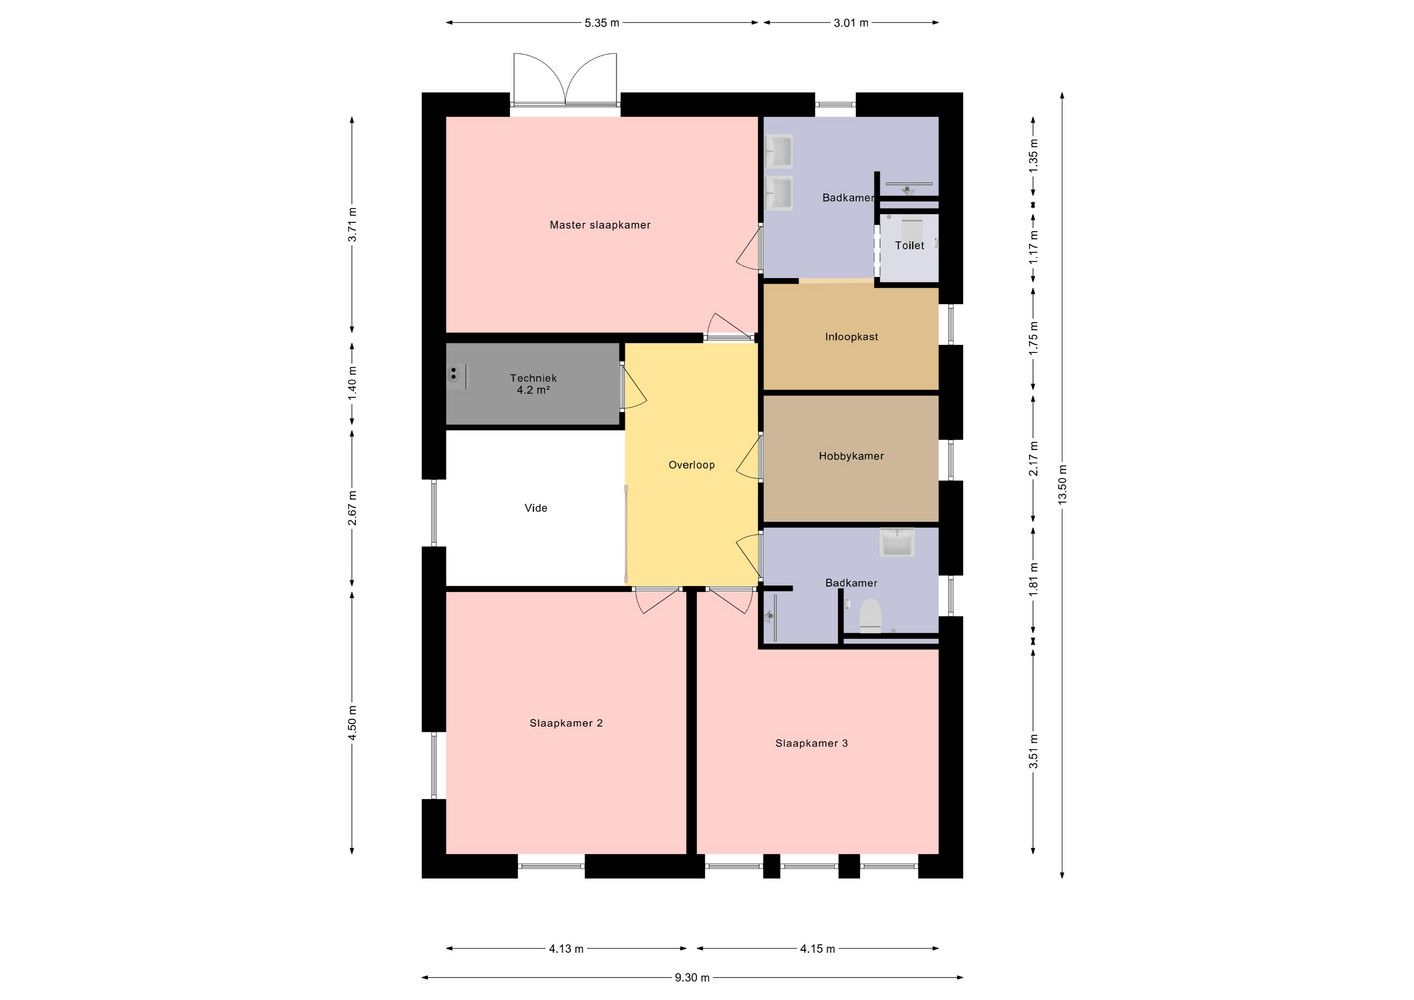 5.35 m
3.01 m
Master slaapkamer
Badkamer
Toilet
Inloopkast
Techniek
4.2 m²
Overloop
Hobbykamer
Vide
Badkamer
Slaapkamer 2
Slaapkamer 3
3.71 m
1.40 m
2.67 m
4.50 m
1.35 m
1.17 m
1.75 m
2.17 m
1.81 m
3.51 m
13.50 m
4.13 m
4.15 m
9.30 m